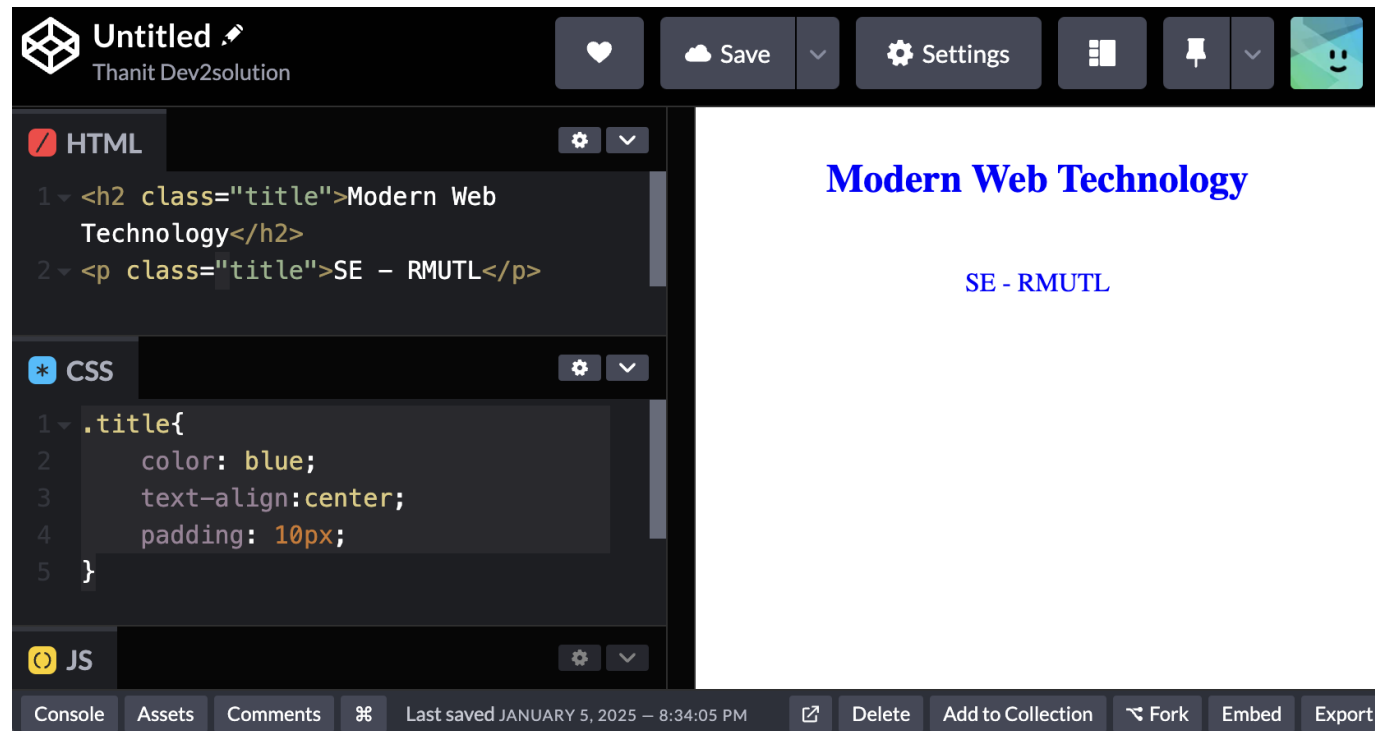 Untitled
Thanit Dev2solution
Save
Settings
HTML
1 <h2 class="title">Modern Web
Technology</h2>
2 <p class="title">SE – RMUTL</p>
CSS
1 .title{
2 color: blue;
3 text-align:center;
4 padding: 10px;
5 }
JS
Modern Web Technology
SE - RMUTL
Console Assets Comments ⌘ Last saved JANUARY 5, 2025 — 8:34:05 PM Delete Add to Collection Fork Embed Export